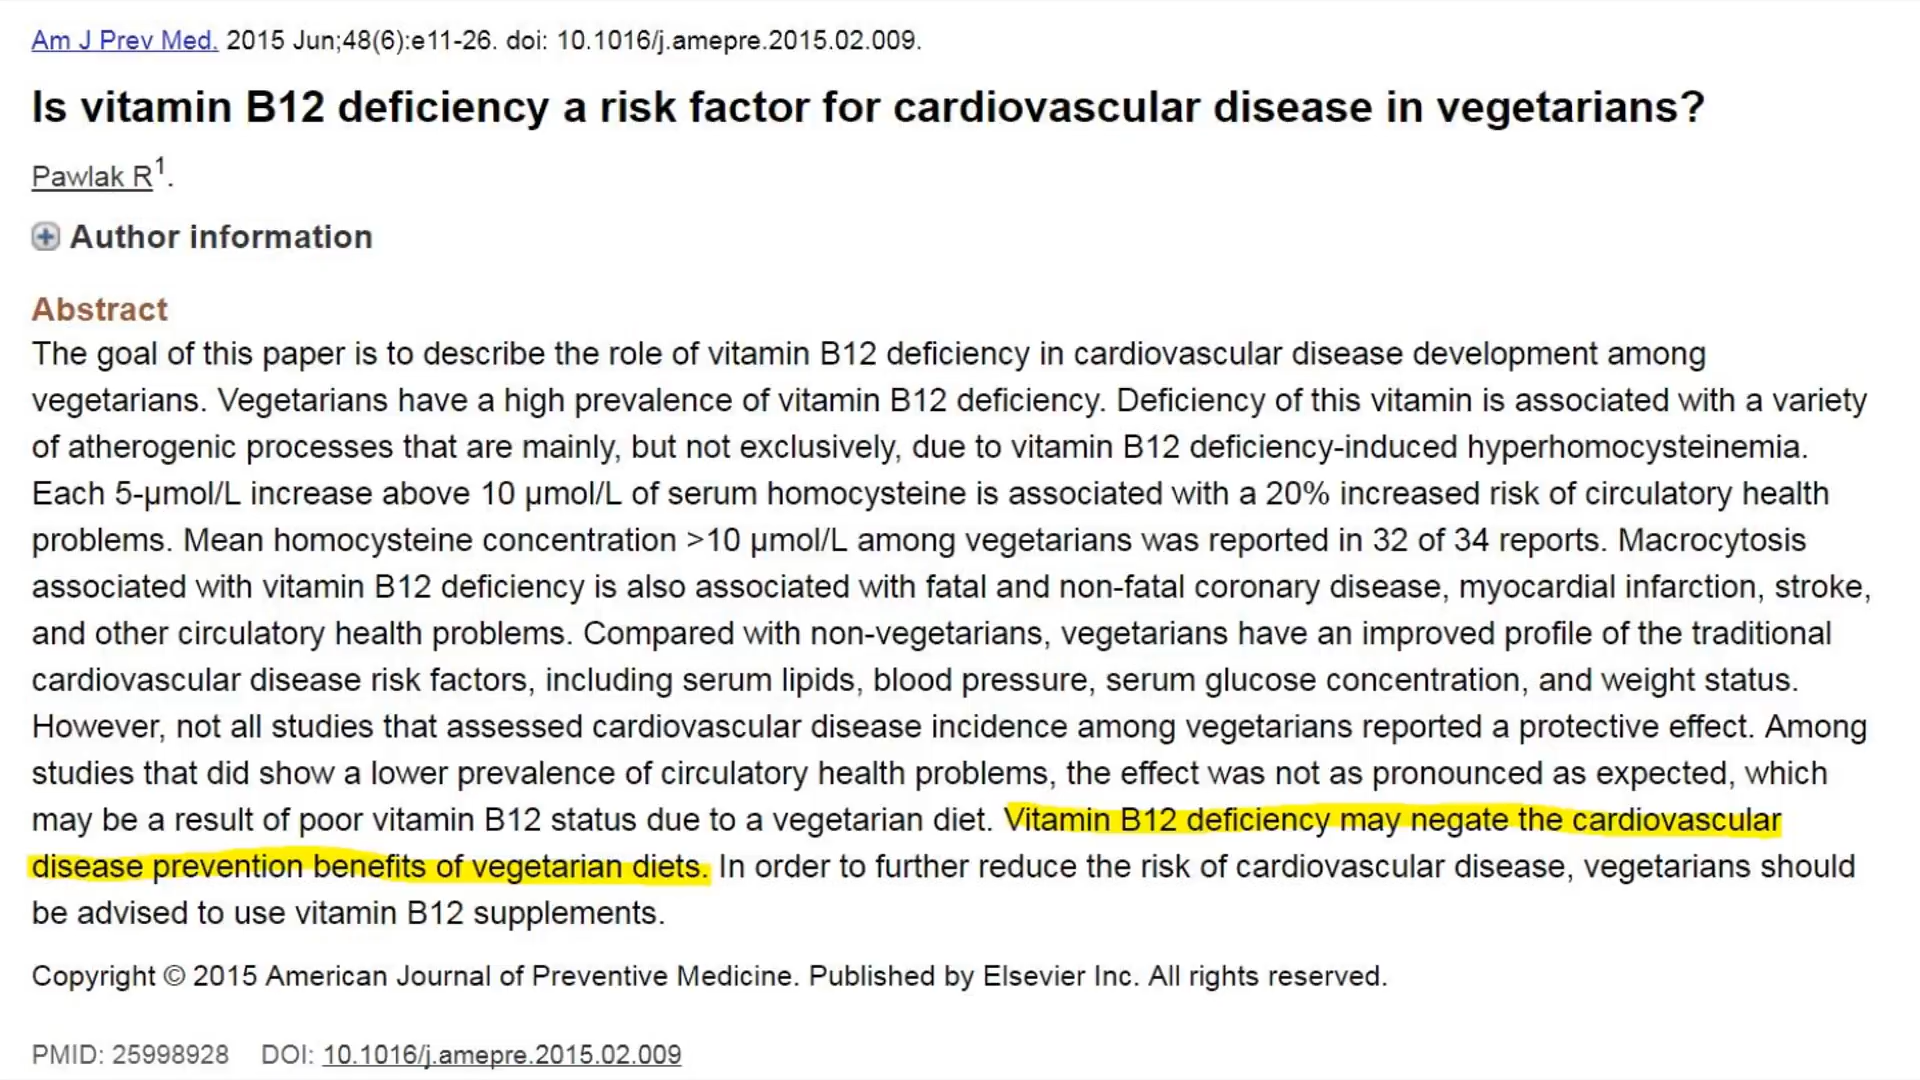 Am J Prev Med. 2015 Jun;48(6):e11-26. doi: 10.1016/j.amepre.2015.02.009.
Is vitamin B12 deficiency a risk factor for cardiovascular disease in vegetarians?
Pawlak R1.
Author information
Abstract
The goal of this paper is to describe the role of vitamin B12 deficiency in cardiovascular disease development among
vegetarians. Vegetarians have a high prevalence of vitamin B12 deficiency. Deficiency of this vitamin is associated with a variety
of atherogenic processes that are mainly, but not exclusively, due to vitamin B12 deficiency-induced hyperhomocysteinemia.
Each 5-μmol/L increase above 10 μmol/L of serum homocysteine is associated with a 20% increased risk of circulatory health
problems. Mean homocysteine concentration >10 μmol/L among vegetarians was reported in 32 of 34 reports. Macrocytosis
associated with vitamin B12 deficiency is also associated with fatal and non-fatal coronary disease, myocardial infarction, stroke,
and other circulatory health problems. Compared with non-vegetarians, vegetarians have an improved profile of the traditional
cardiovascular disease risk factors, including serum lipids, blood pressure, serum glucose concentration, and weight status.
However, not all studies that assessed cardiovascular disease incidence among vegetarians reported a protective effect. Among
studies that did show a lower prevalence of circulatory health problems, the effect was not as pronounced as expected, which
may be a result of poor vitamin B12 status due to a vegetarian diet. Vitamin B12 deficiency may negate the cardiovascular
disease prevention benefits of vegetarian diets. In order to further reduce the risk of cardiovascular disease, vegetarians should
be advised to use vitamin B12 supplements.
Copyright © 2015 American Journal of Preventive Medicine. Published by Elsevier Inc. All rights reserved.
PMID: 25998928 DOI: 10.1016/j.amepre.2015.02.009